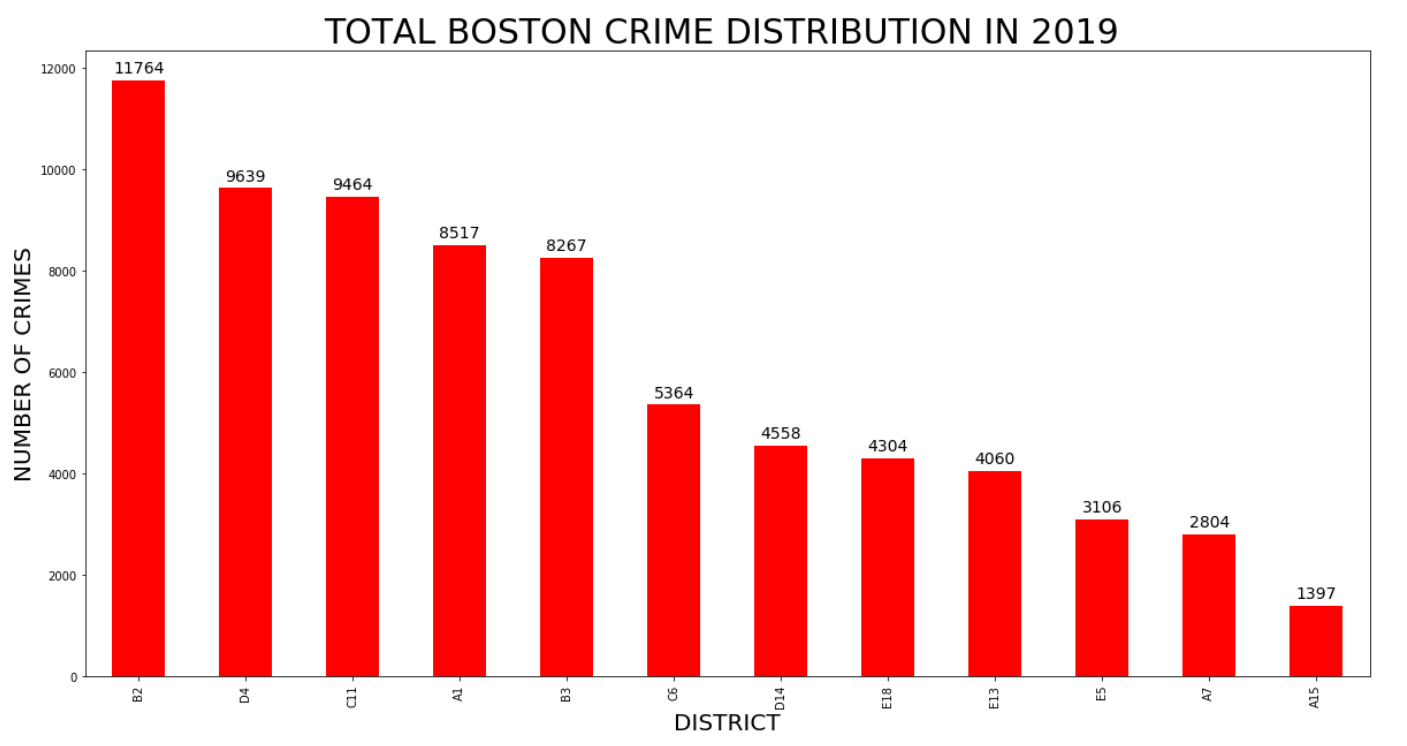 TOTAL BOSTON CRIME DISTRIBUTION IN 2019
12000
10000
8000
6000
4000
2000
0
NUMBER OF CRIMES
11764
9639
9464
8517
8267
5364
4558
4304
4060
3106
2804
1397
B2
D4
C11
A1
B3
C6
D14
E18
E13
E5
A7
A15
DISTRICT